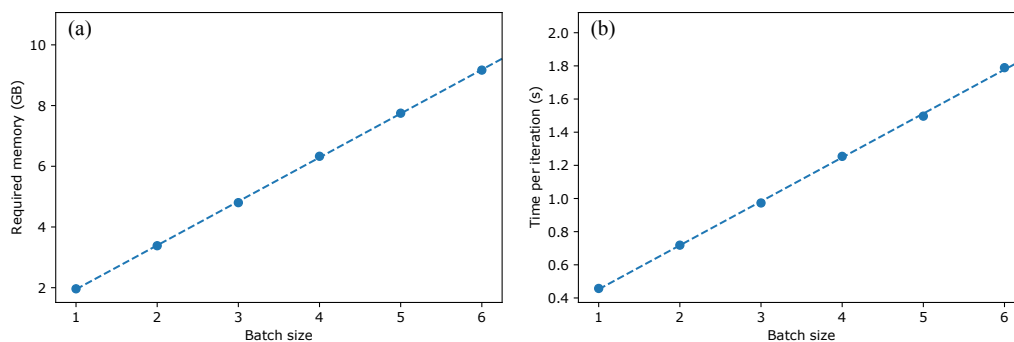 (a)
Required memory (GB)
10
8
6
4
2
1 2 3 4 5 6
Batch size
(b)
Time per iteration (s)
2.0
1.8
1.6
1.4
1.2
1.0
0.8
0.6
0.4
1 2 3 4 5 6
Batch size